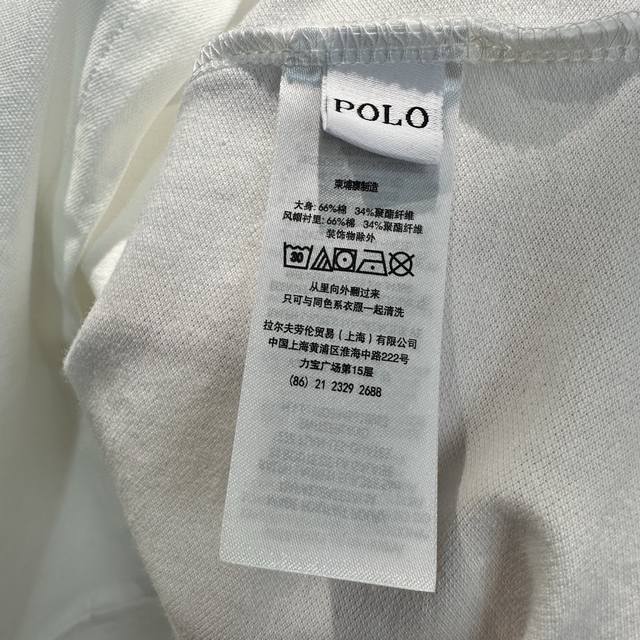 POLO
柬埔寨制造
大身: 66%棉 34%聚酯纤维
风帽衬里: 66%棉 34%聚酯纤维
装饰物除外
30
从里向外翻过来
只可与同色系衣服一起清洗
拉尔夫劳伦贸易(上海)有限公司
中国上海黄浦区淮海中路222号
力宝广场第15层
(86) 21 2329 2688